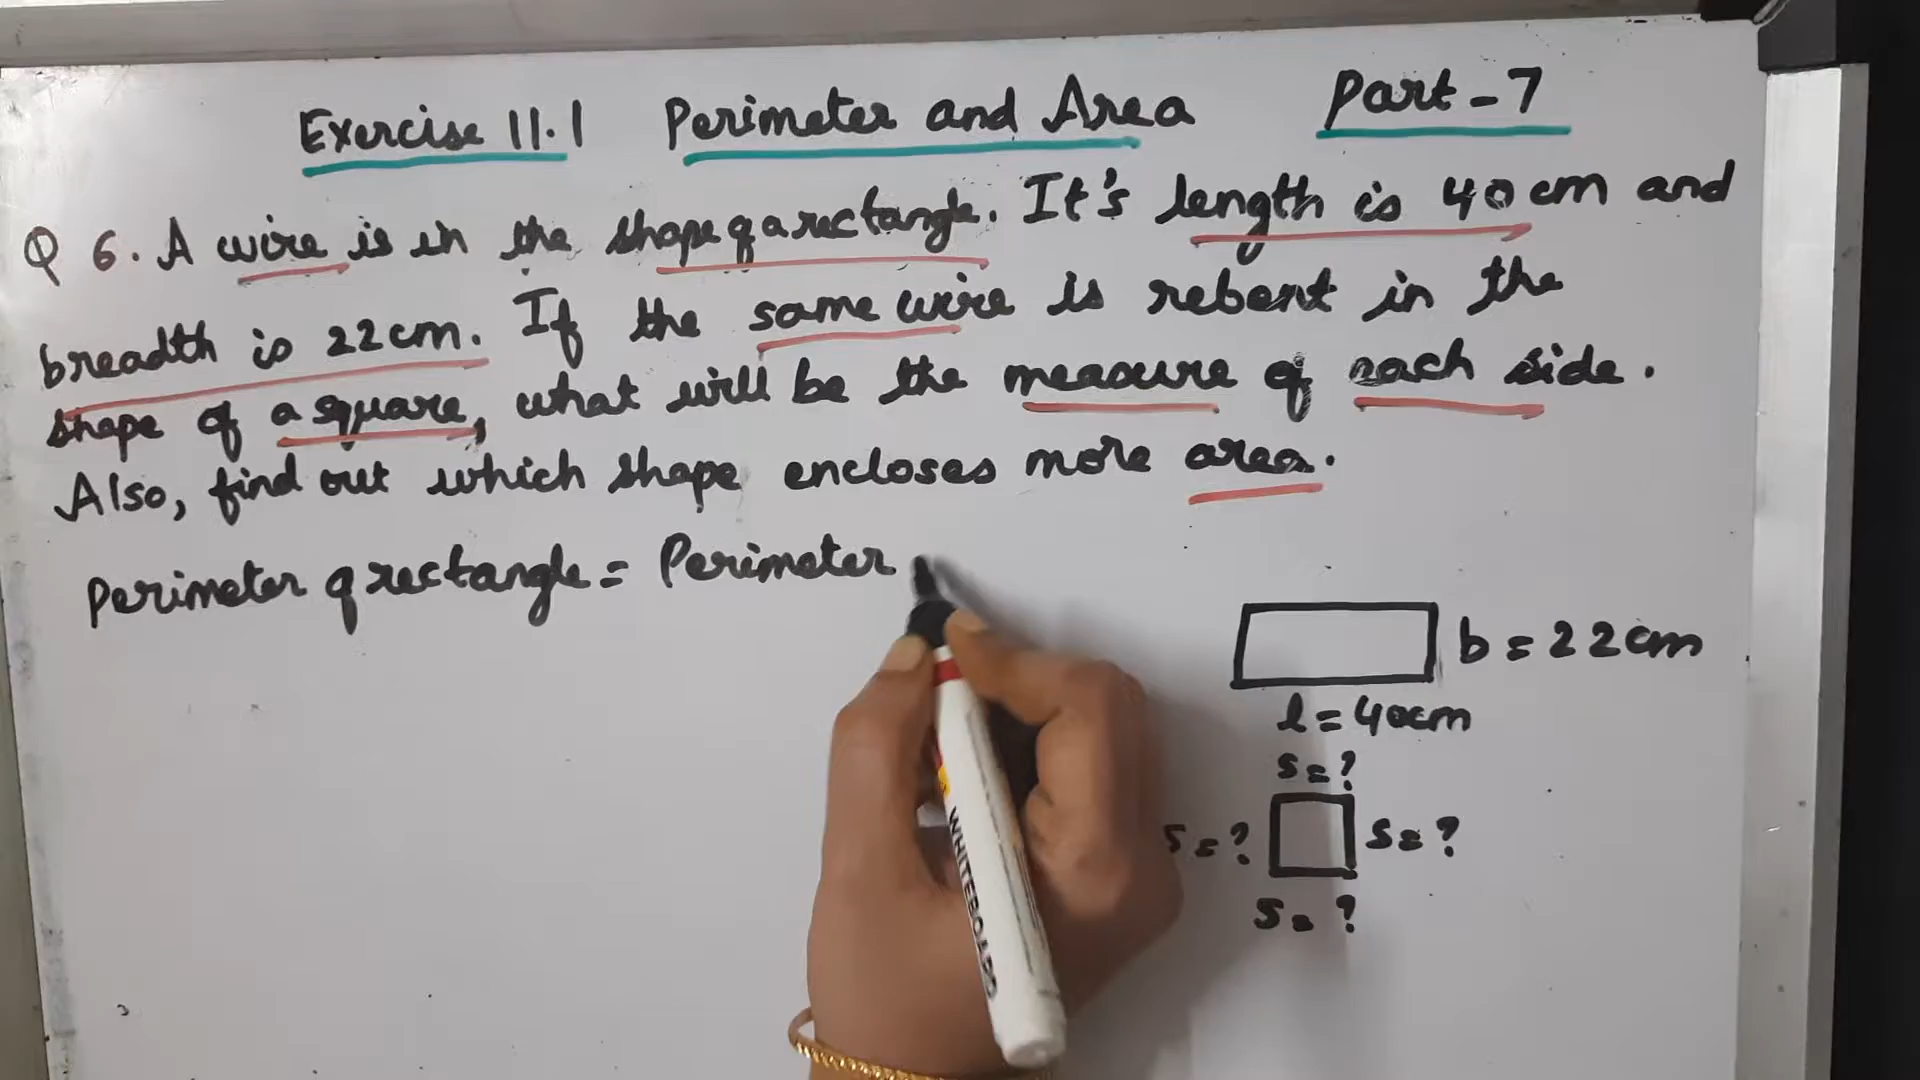 Exercise 11.1 Perimeter and Area Part-7
Q 6. A wire is in the shape of a rectangle. It's length is 40 cm and
breadth is 22 cm. If the same wire is rebent in the
shape of a square, what will be the measure of each side.
Also, find out which shape encloses more area.
Perimeter of rectangle = Perimeter
b = 22 cm
l = 40cm
s = ?
s = ? s = ?
s = ?
WHITEBOARD